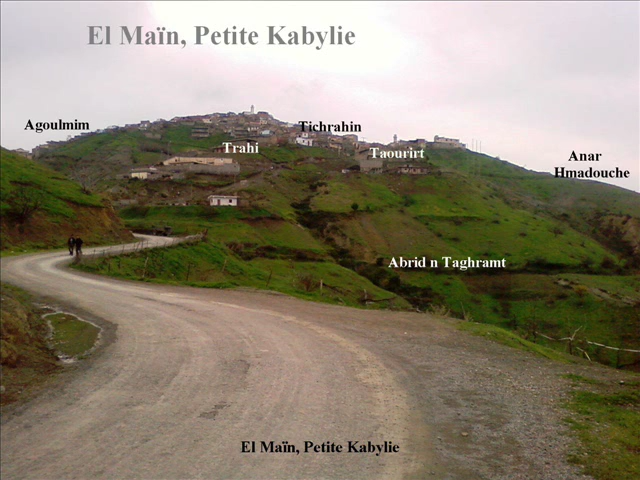 El Maïn, Petite Kabylie
Agoulmim
Tichrahin
Trahi
Taourirt
Anar
Hmadouche
Abrid n Taghramt
El Maïn, Petite Kabylie